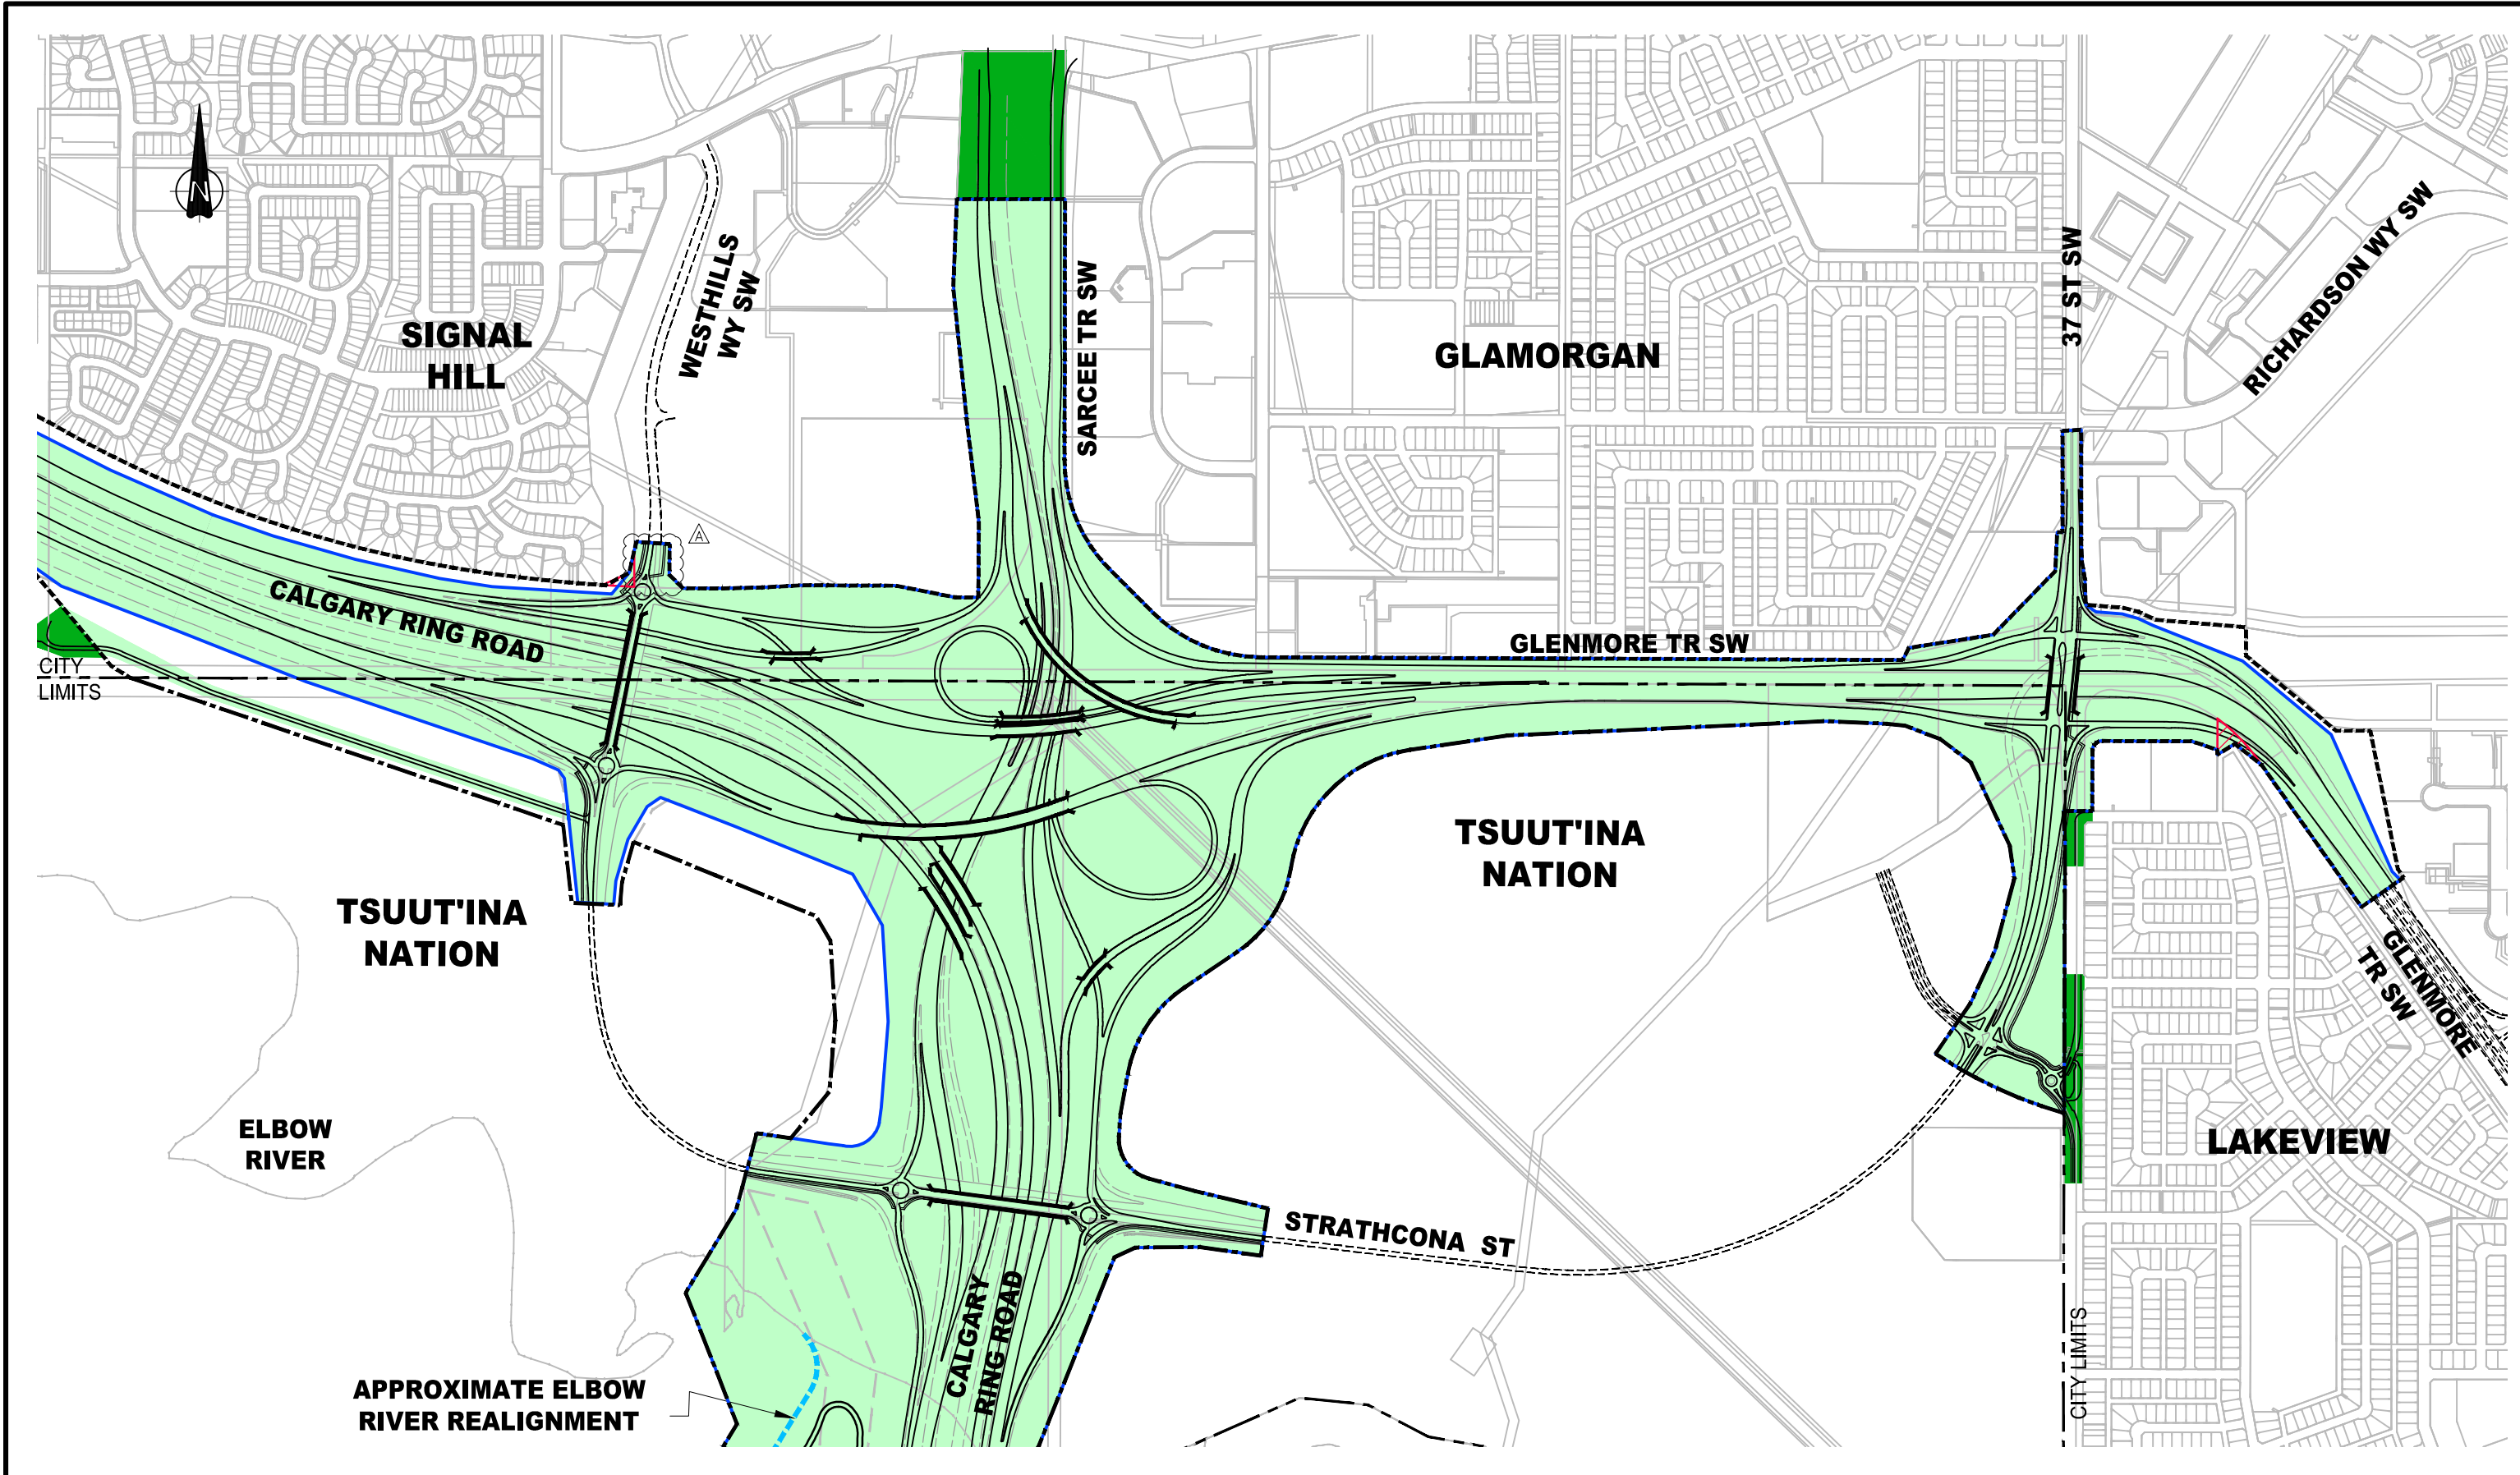 N
SIGNAL
HILL
WESTHILLS
WY SW
SARCEE TR SW
GLAMORGAN
37 ST SW
RICHARDSON WY SW
A
CALGARY RING ROAD
GLENMORE TR SW
CITY
LIMITS
TSUUT'INA
NATION
TSUUT'INA
NATION
GLENMORE
TR SW
ELBOW
RIVER
LAKEVIEW
STRATHCONA ST
CALGARY
RING ROAD
CITY LIMITS
APPROXIMATE ELBOW
RIVER REALIGNMENT